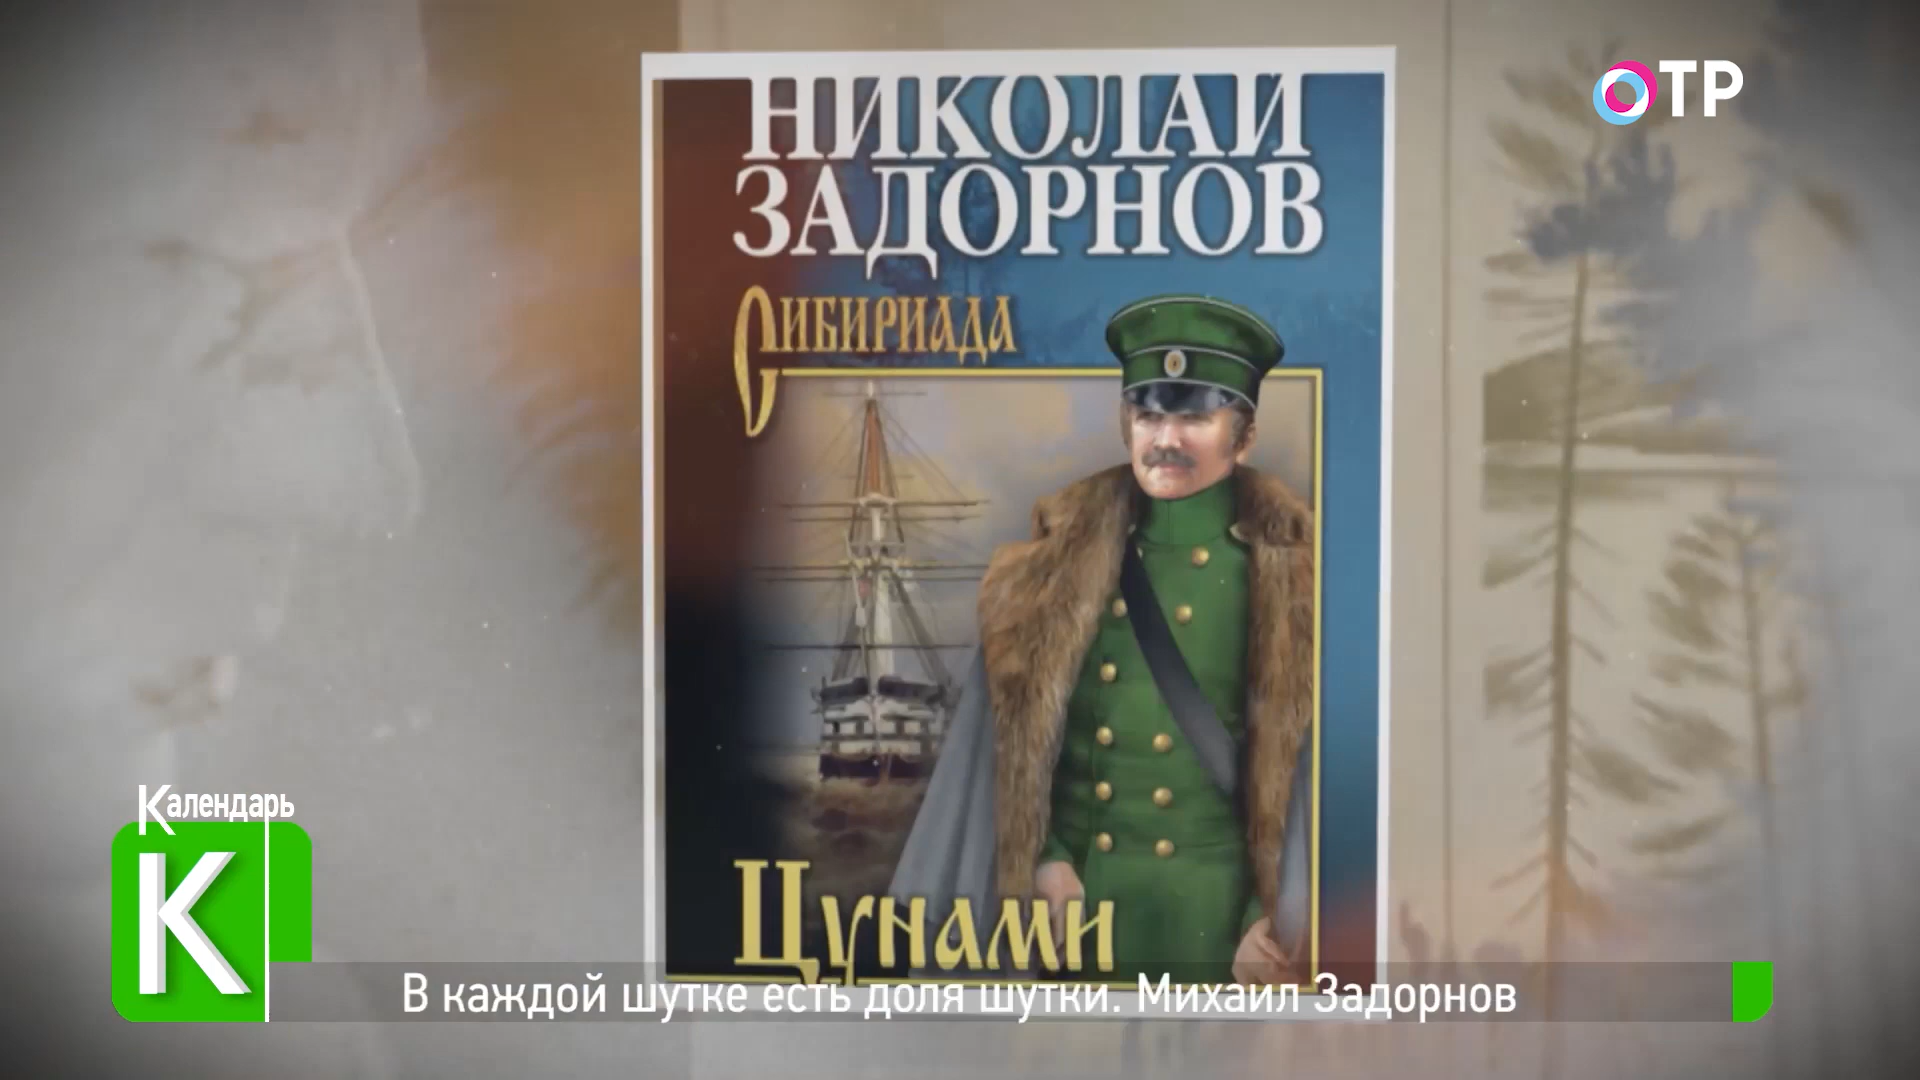 ОТР
НИКОЛАЙ
ЗАДОРНОВ
СИБИРИАДА
ЦУНАМИ
Календарь
К
В каждой шутке есть доля шутки. Михаил Задорнов